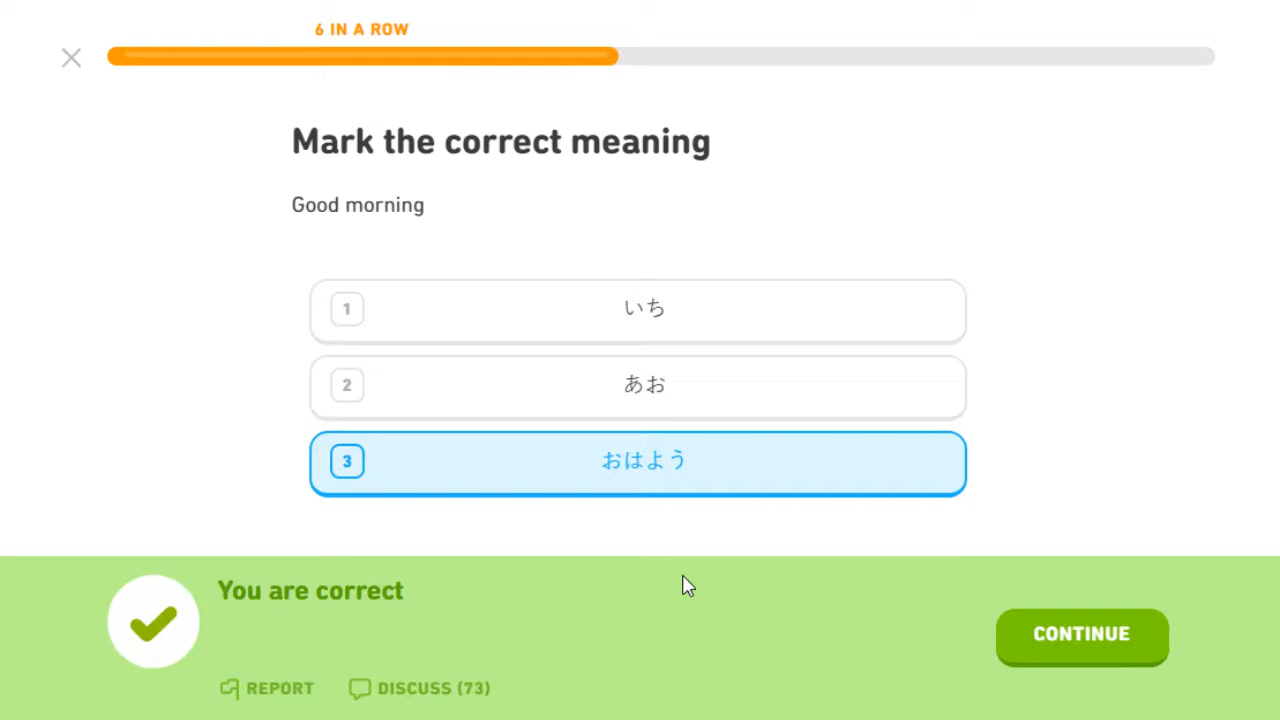 6 IN A ROW
Mark the correct meaning
Good morning
1 いち
2 あお
3 おはよう
You are correct
CONTINUE
REPORT DISCUSS (73)